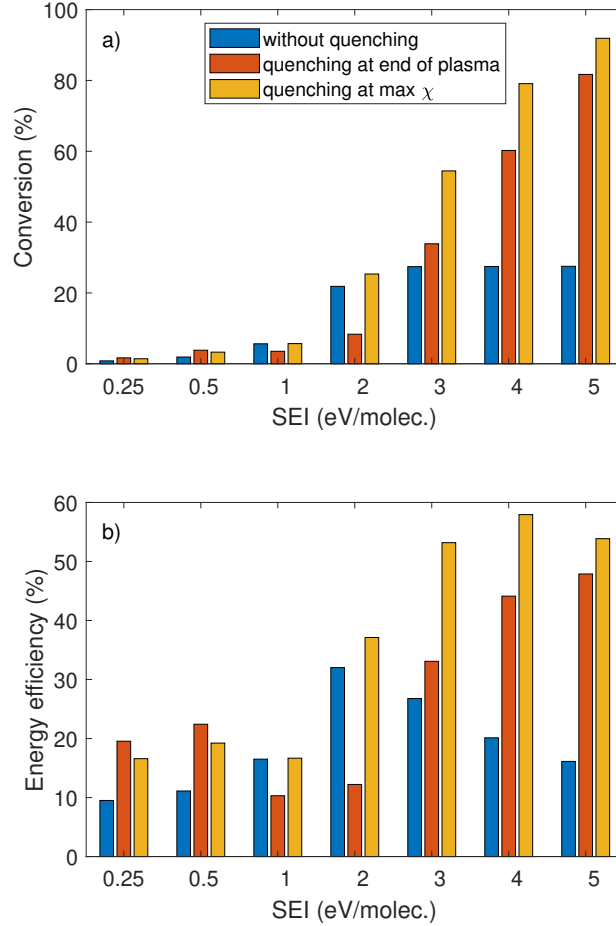 a)
without quenching
quenching at end of plasma
quenching at max χ
Conversion (%)
100
80
60
40
20
0
0.25 0.5 1 2 3 4 5
SEI (eV/molec.)
b)
Energy efficiency (%)
60
50
40
30
20
10
0
0.25 0.5 1 2 3 4 5
SEI (eV/molec.)